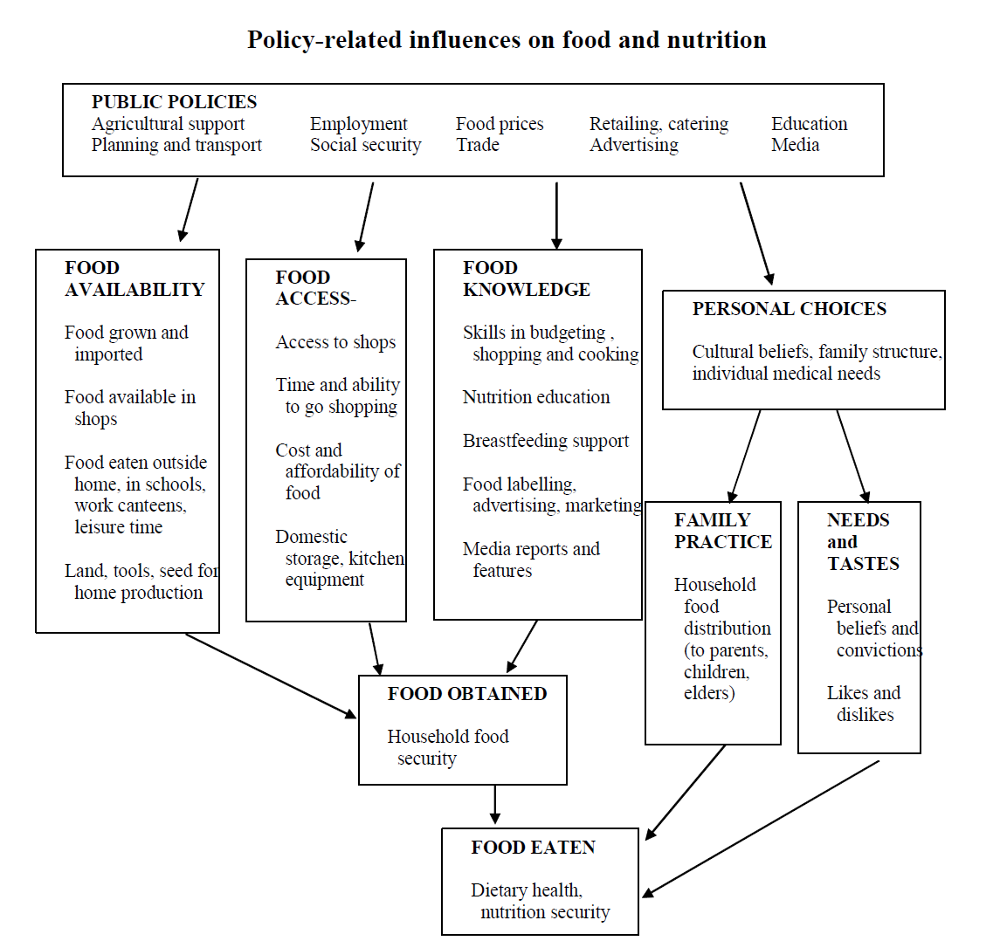 Policy-related influences on food and nutrition
PUBLIC POLICIES
Agricultural support Employment Food prices Retailing, catering Education
Planning and transport Social security Trade Advertising Media
FOOD
AVAILABILITY
Food grown and
imported
Food available in
shops
Food eaten outside
home, in schools,
work canteens,
leisure time
Land, tools, seed for
home production
FOOD
ACCESS-
Access to shops
Time and ability
to go shopping
Cost and
affordability of
food
Domestic
storage, kitchen
equipment
FOOD
KNOWLEDGE
Skills in budgeting ,
shopping and cooking
Nutrition education
Breastfeeding support
Food labelling,
advertising, marketing
Media reports and
features
PERSONAL CHOICES
Cultural beliefs, family structure,
individual medical needs
FAMILY
PRACTICE
Household
food
distribution
(to parents,
children,
elders)
NEEDS
and
TASTES
Personal
beliefs and
convictions
Likes and
dislikes
FOOD OBTAINED
Household food
security
FOOD EATEN
Dietary health,
nutrition security